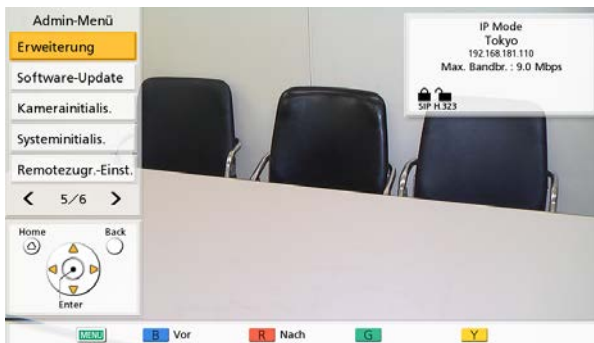 Admin-Menü
Erweiterung
Software-Update
Kamerainitialis.
Systeminitialis.
Remotezugr.-Einst.
5/6
IP Mode
Tokyo
192.168.181.110
Max. Bandbr. : 9.0 Mbps
SIP H.323
Home
Back
Enter
MENU B Vor R Nach G Y